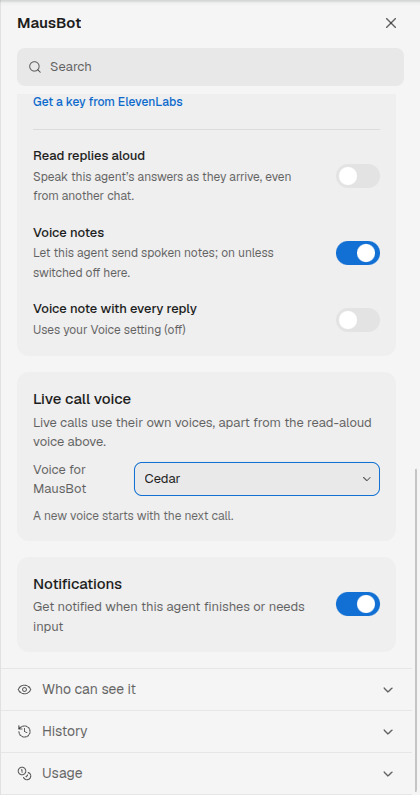 MausBot
Search
Get a key from ElevenLabs
Read replies aloud
Speak this agent's answers as they arrive, even
from another chat.
Voice notes
Let this agent send spoken notes; on unless
switched off here.
Voice note with every reply
Uses your Voice setting (off)
Live call voice
Live calls use their own voices, apart from the read-aloud
voice above.
Voice for
MausBot
Cedar
A new voice starts with the next call.
Notifications
Get notified when this agent finishes or needs
input
Who can see it
History
Usage